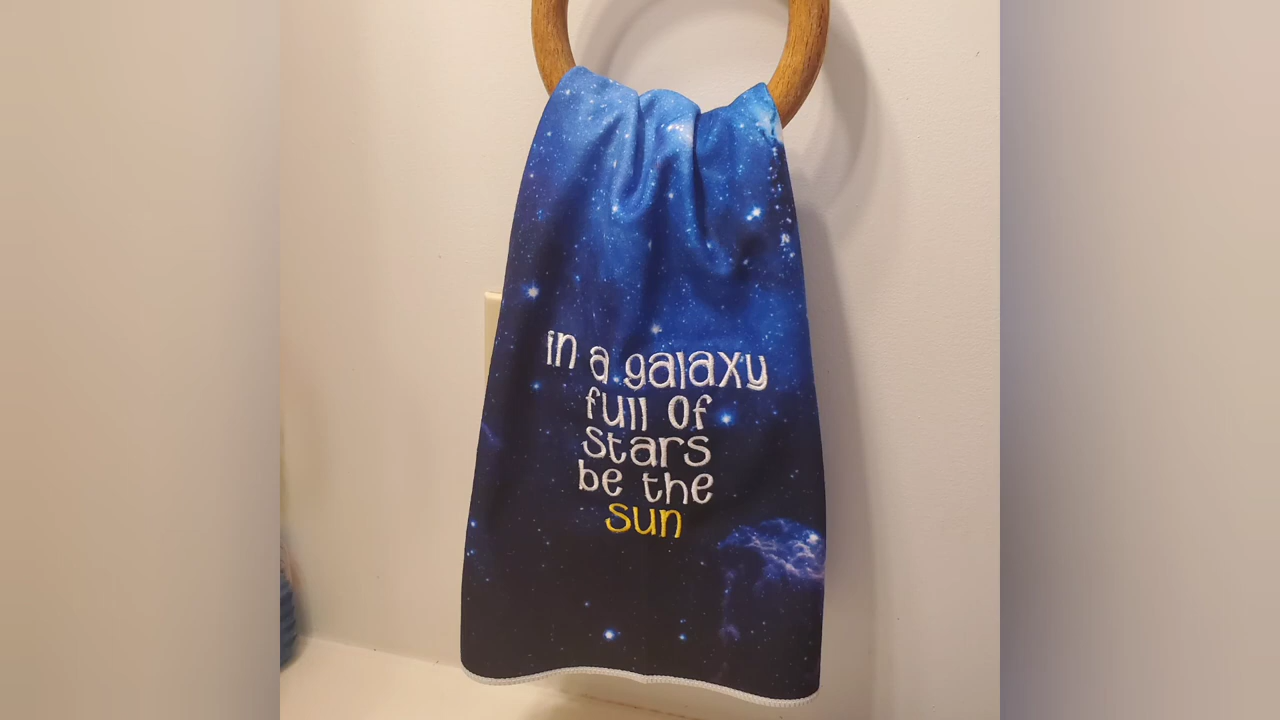 in a galaxy
full Of
Stars
be the
sun